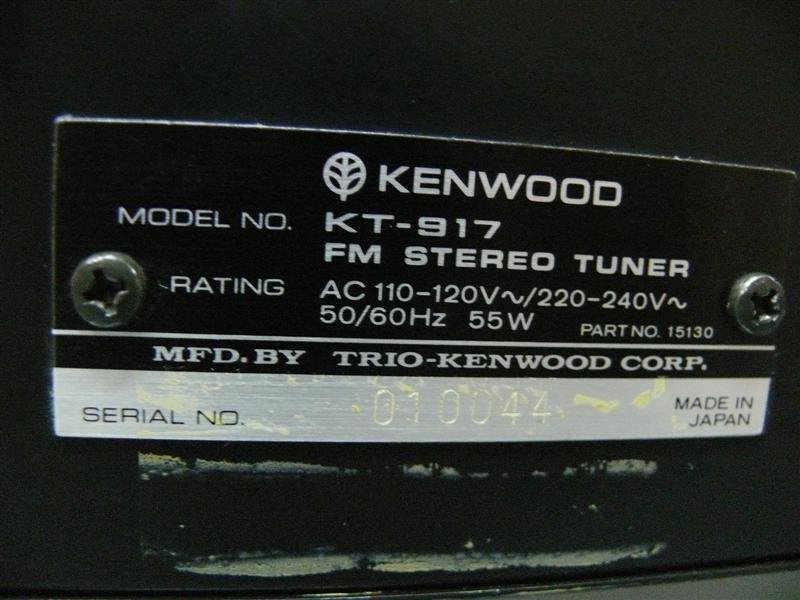 KENWOOD
MODEL NO. KT-917
FM STEREO TUNER
RATING AC 110-120V~/220-240V~
50/60Hz 55W PART NO. 15130
MFD. BY TRIO-KENWOOD CORP.
SERIAL NO. 010044 MADE IN
JAPAN